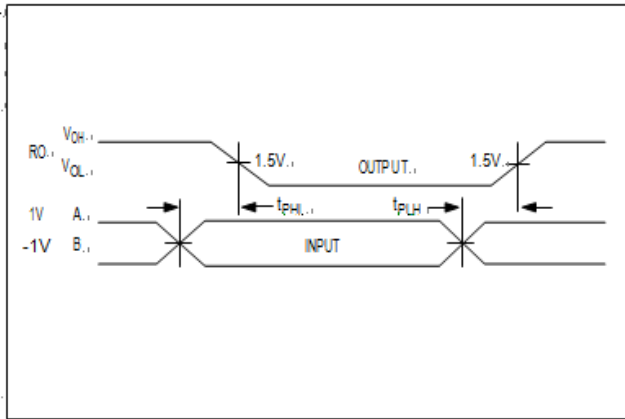 VOH
RO
VOL
1.5V
OUTPUT
1.5V
tPHL
tPLH
1V A
-1V B
INPUT